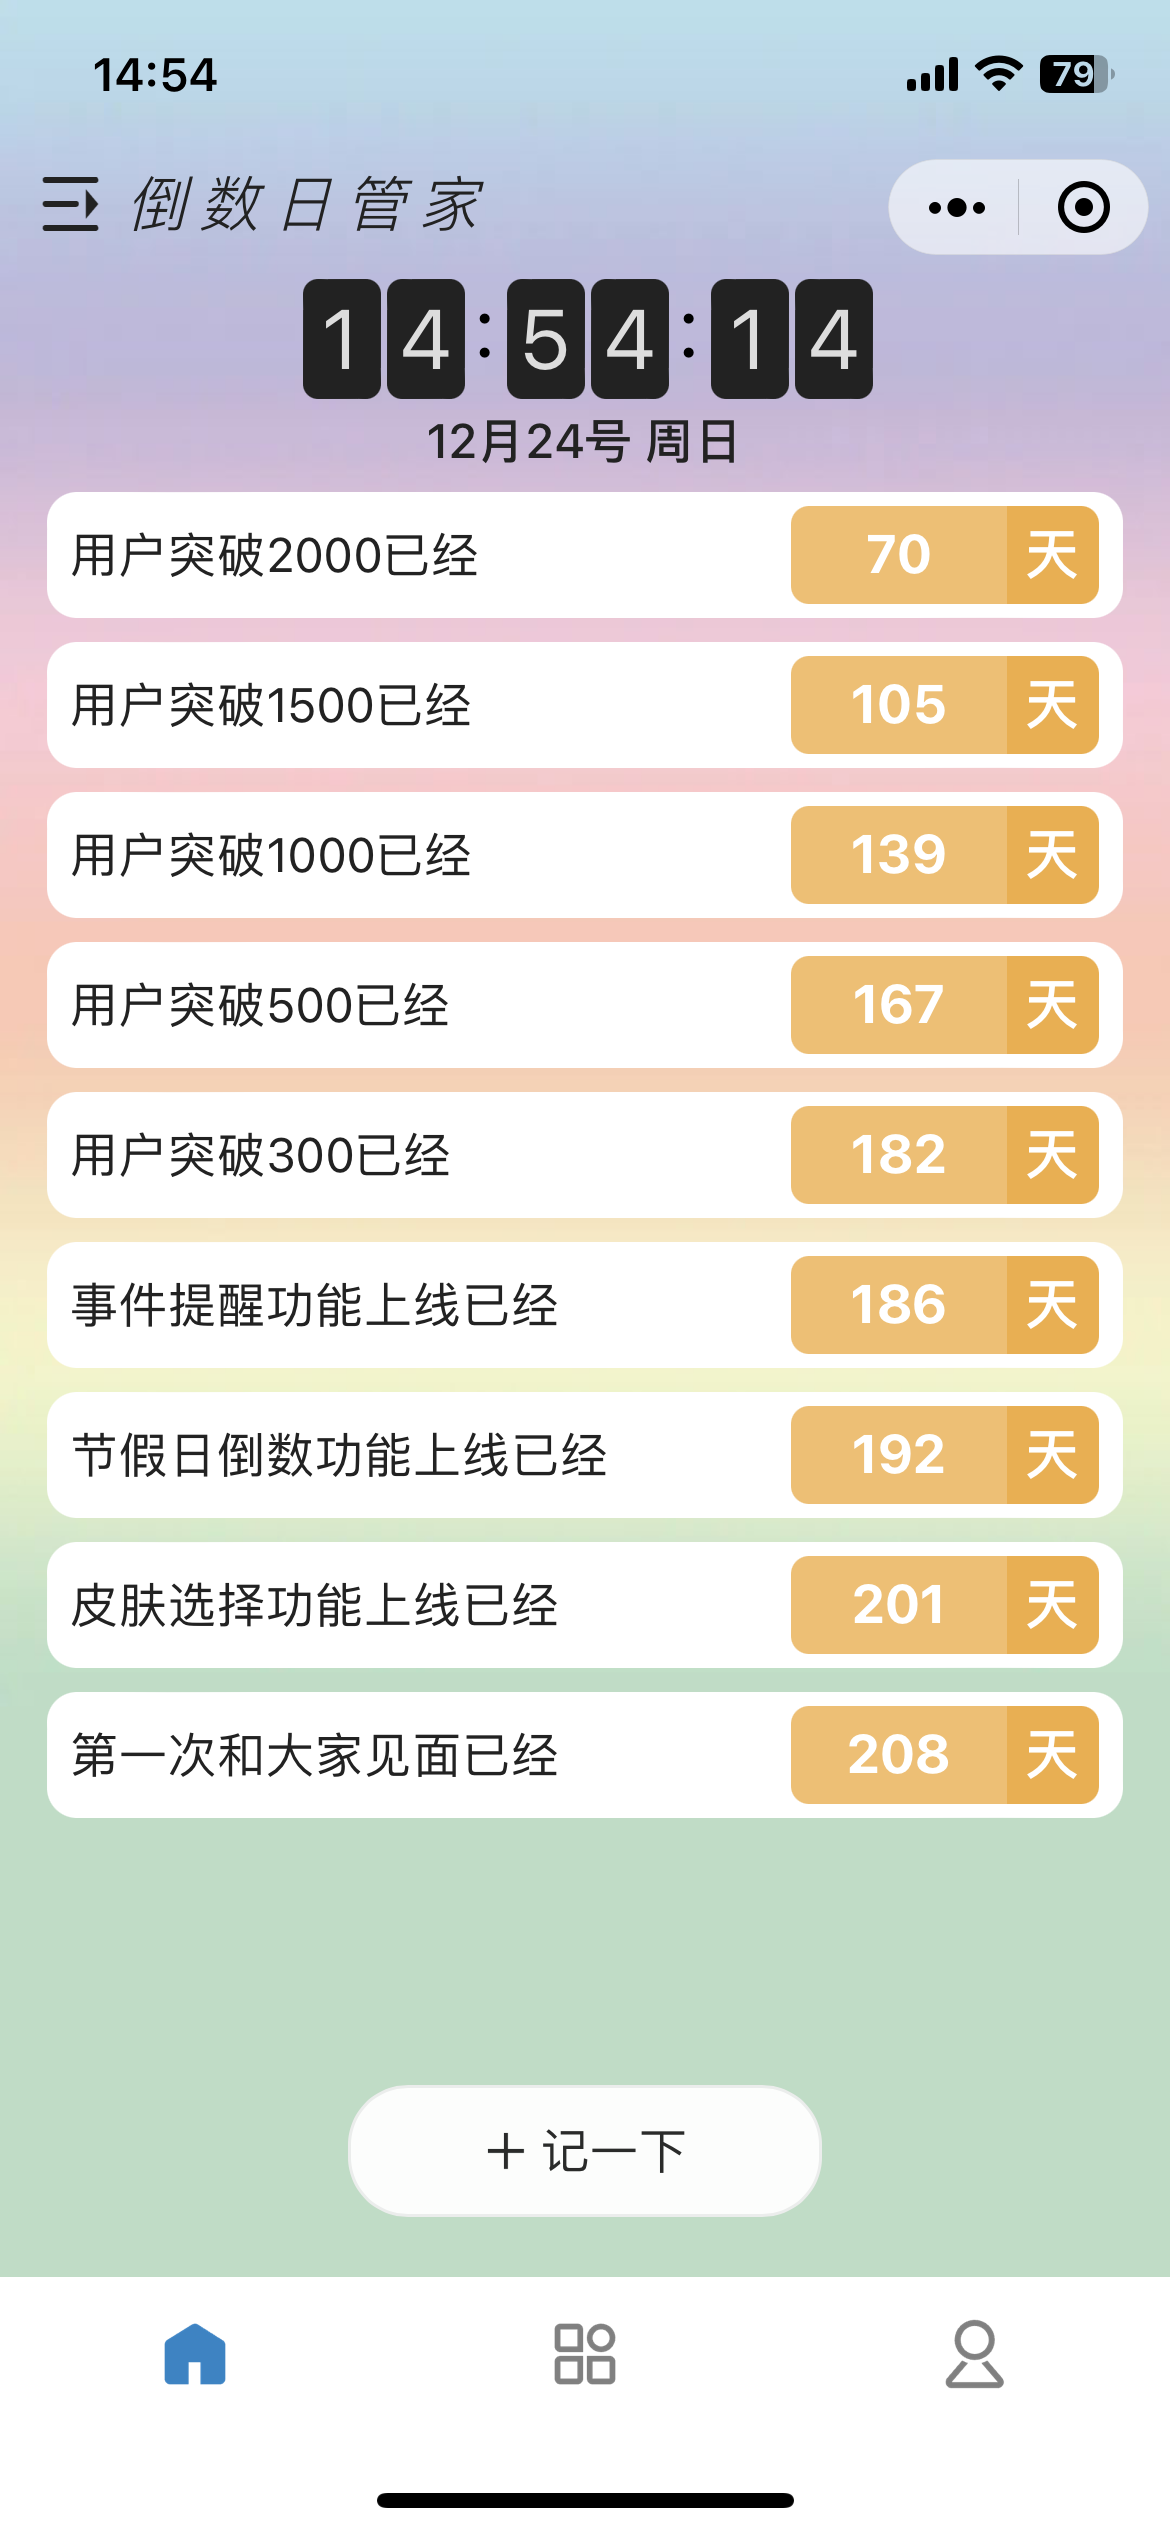 14:54
79
倒数日管家
14:54:14
12月24号 周日
用户突破2000已经 70 天
用户突破1500已经 105 天
用户突破1000已经 139 天
用户突破500已经 167 天
用户突破300已经 182 天
事件提醒功能上线已经 186 天
节假日倒数功能上线已经 192 天
皮肤选择功能上线已经 201 天
第一次和大家见面已经 208 天
+ 记一下